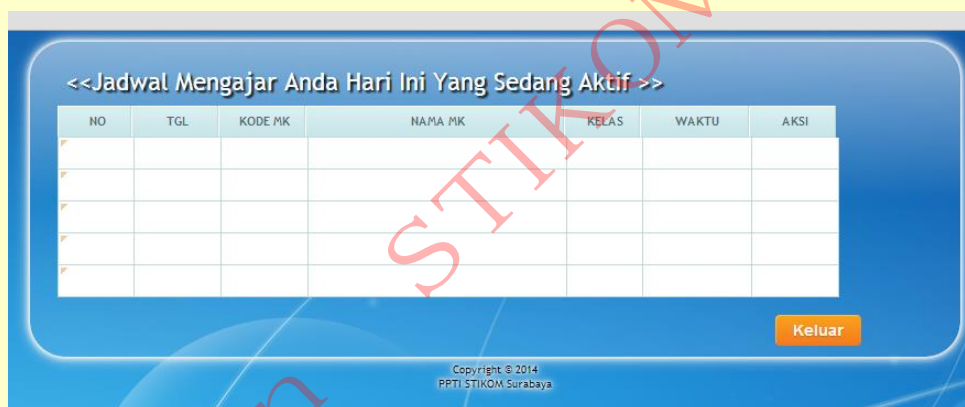 <<Jadwal Mengajar Anda Hari Ini Yang Sedang Aktif >>
NO TGL KODE MK NAMA MK KELAS WAKTU AKSI
Keluar
Copyright © 2014
PPTI STIKOM Surabaya
STIKOM